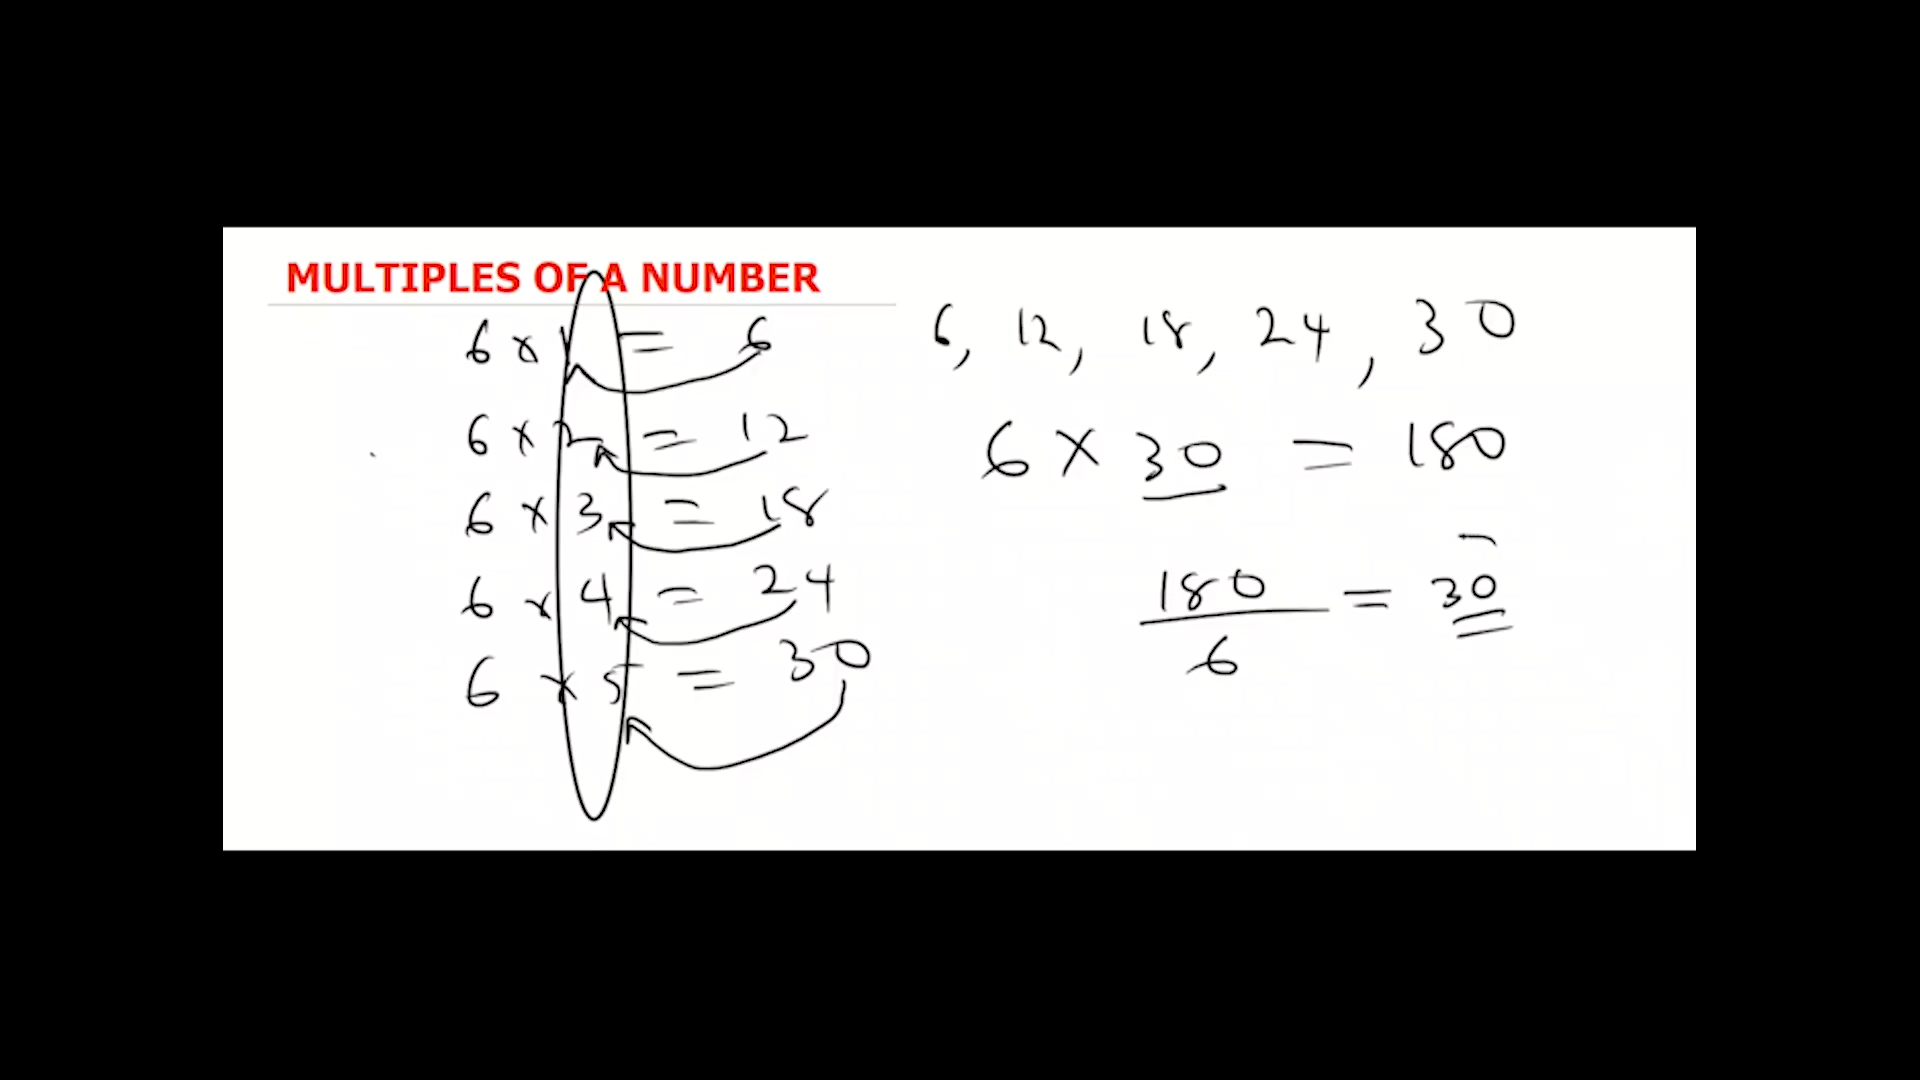 MULTIPLES OF A NUMBER
6 x 1 = 6
6 x 2 = 12
6 x 3 = 18
6 x 4 = 24
6 x 5 = 30
6, 12, 18, 24, 30
6 x 30 = 180
180
6
= 30